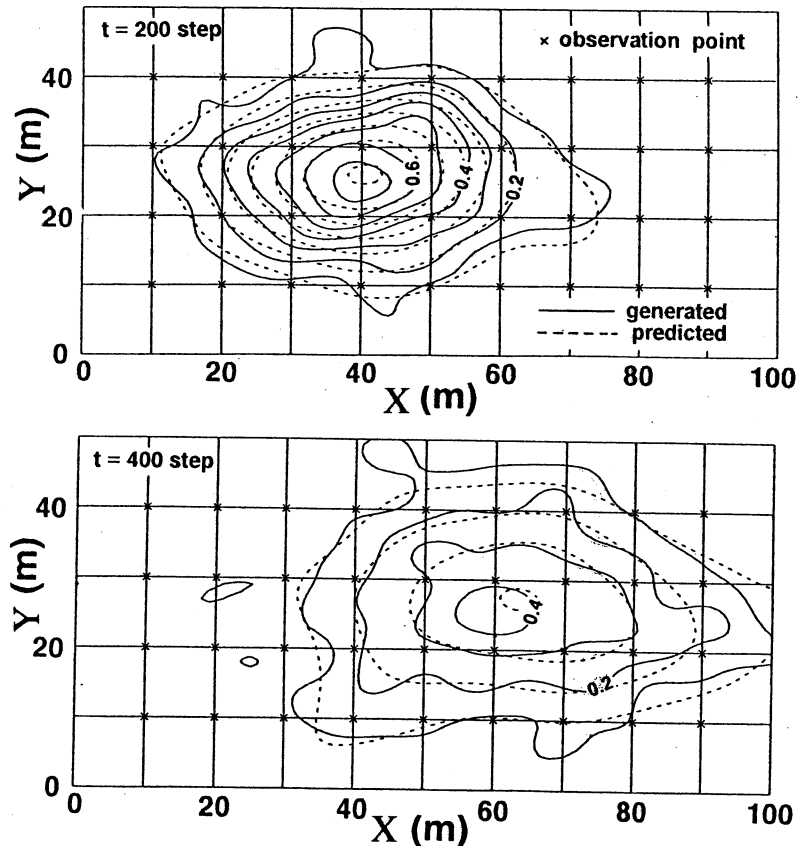 t = 200 step
× observation point
40
20
0
Y (m)
0.6
0.4
0.2
generated
predicted
0 20 40 60 80 100
X (m)
t = 400 step
40
20
0
Y (m)
0.4
0.2
0 20 40 60 80 100
X (m)